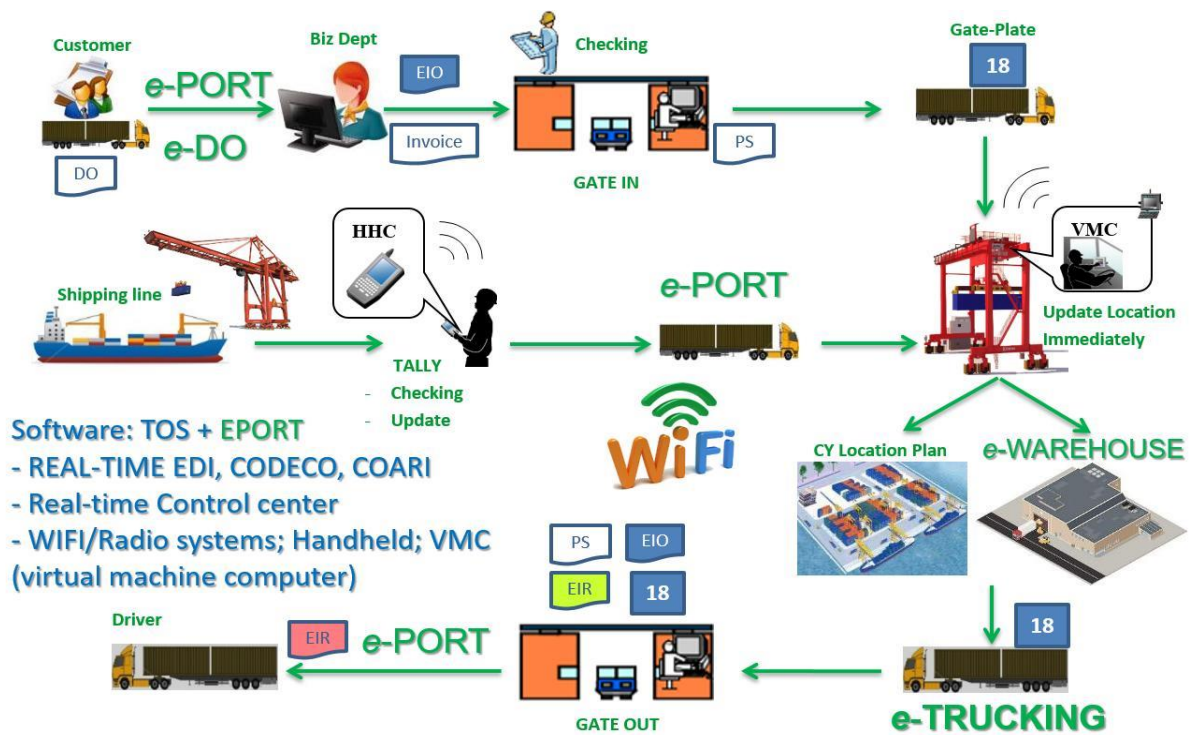 Customer
DO
e-PORT
e-DO
Biz Dept
EIO
Invoice
Checking
GATE IN
PS
Gate-Plate
18
Shipping line
HHC
TALLY
- Checking
- Update
e-PORT
WiFi
VMC
Update Location
Immediately
Software: TOS + EPORT
- REAL-TIME EDI, CODECO, COARI
- Real-time Control center
- WIFI/Radio systems; Handheld; VMC
(virtual machine computer)
CY Location Plan
e-WAREHOUSE
18
e-TRUCKING
PS
EIO
EIR
18
GATE OUT
e-PORT
EIR
Driver